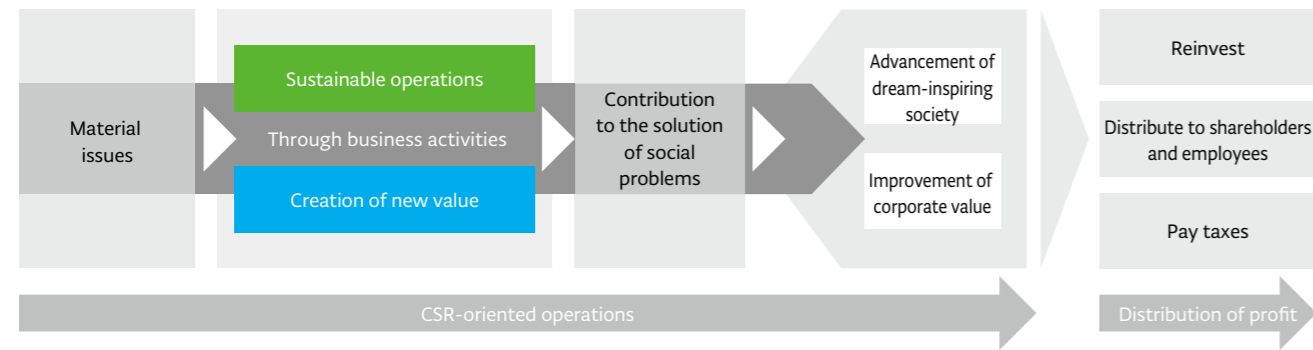 Material
issues
Sustainable operations
Through business activities
Creation of new value
Contribution
to the solution
of social
problems
Advancement of
dream-inspiring
society
Improvement of
corporate value
Reinvest
Distribute to shareholders
and employees
Pay taxes
CSR-oriented operations
Distribution of profit